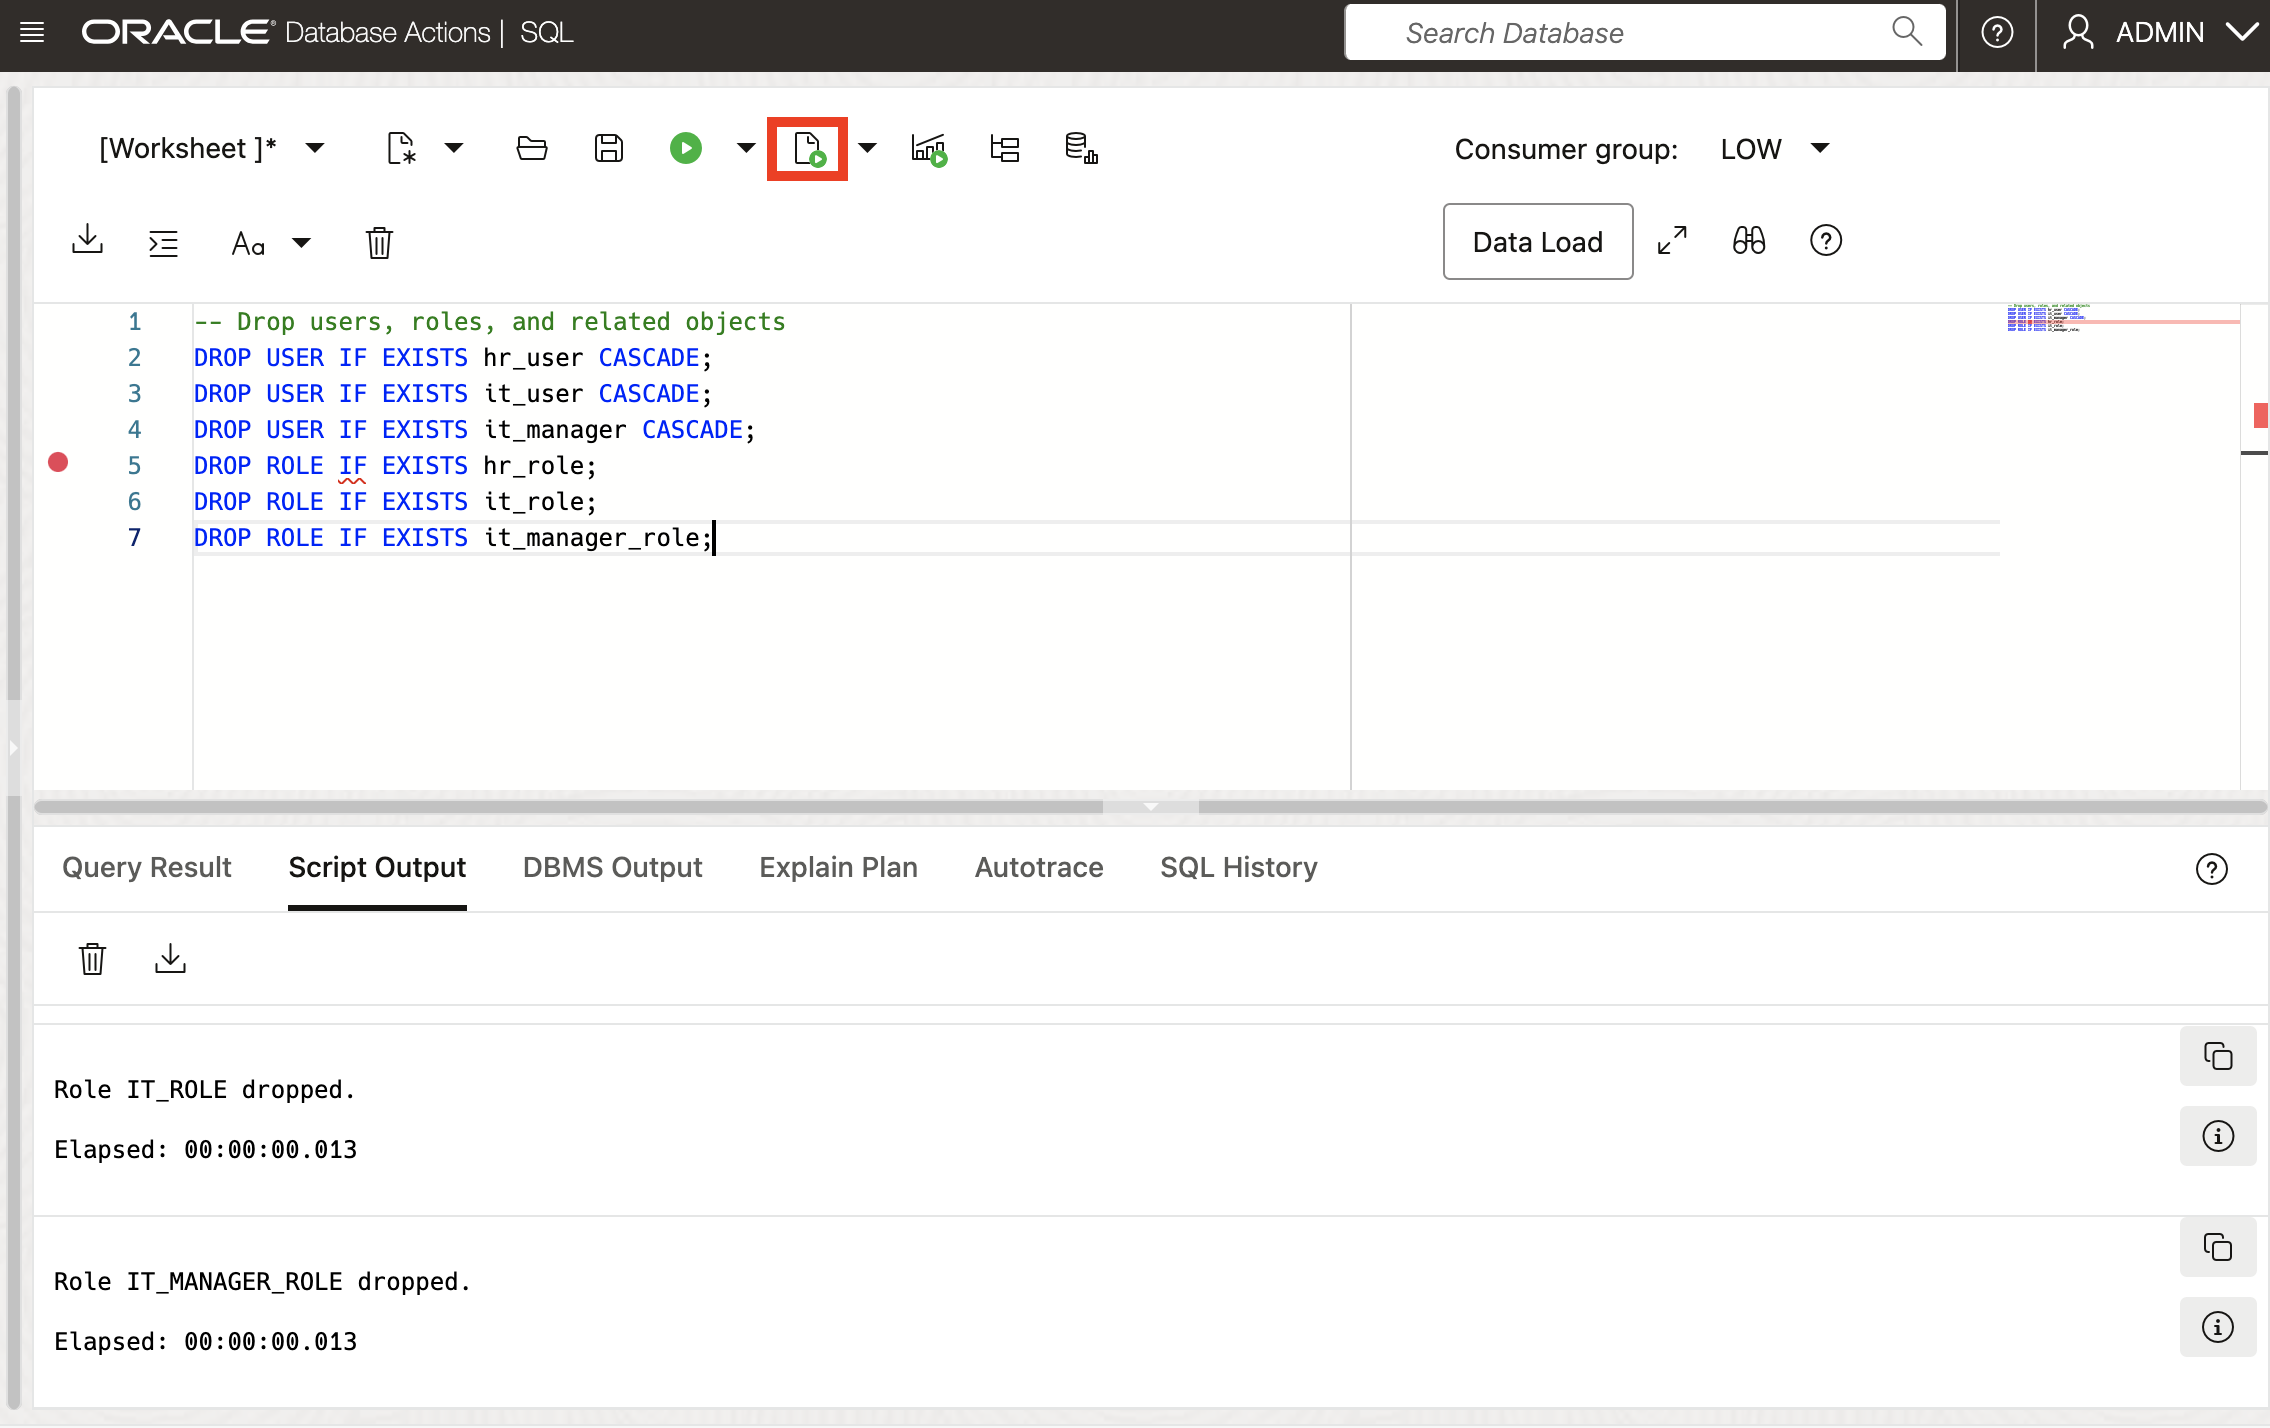 ORACLE Database Actions | SQL
Search Database
ADMIN
[Worksheet ]*
Consumer group: LOW
Aa
Data Load
1 -- Drop users, roles, and related objects
2 DROP USER IF EXISTS hr_user CASCADE;
3 DROP USER IF EXISTS it_user CASCADE;
4 DROP USER IF EXISTS it_manager CASCADE;
5 DROP ROLE IF EXISTS hr_role;
6 DROP ROLE IF EXISTS it_role;
7 DROP ROLE IF EXISTS it_manager_role;
Query Result Script Output DBMS Output Explain Plan Autotrace SQL History
Role IT_ROLE dropped.
Elapsed: 00:00:00.013
Role IT_MANAGER_ROLE dropped.
Elapsed: 00:00:00.013